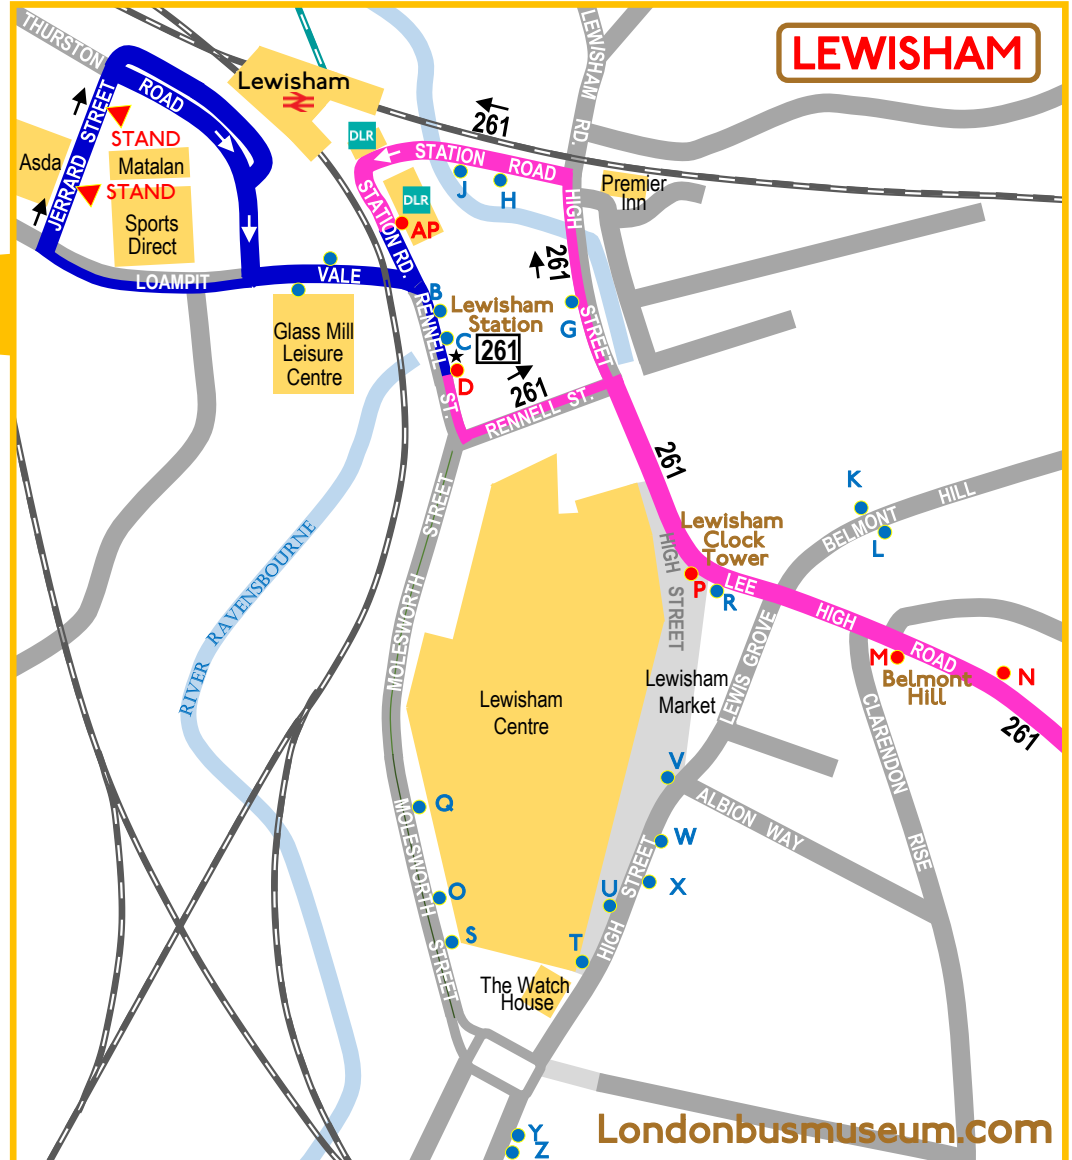 LEWISHAM
THURSTON
ROAD
LEWISHAM RD.
Lewisham
DLR
261
STATION ROAD
STAND
JERRARD STREET
Asda
Matalan
STAND
Sports
Direct
J
H
Premier
Inn
DLR
STATION RD.
AP
HIGH
STREET
261
LOAMPIT
VALE
B
Lewisham
Station
G
C
261
Glass Mill
Leisure
Centre
RENNELL
ST.
D
261
RENNELL ST.
261
MOLESWORTH STREET
K
BELMONT HILL
L
Lewisham
Clock
Tower
HIGH STREET
RIVER RAVENSBOURNE
P
R
LEE HIGH ROAD
LEWIS GROVE
M
N
Belmont
Hill
261
Lewisham
Market
Lewisham
Centre
CLARENDON
RISE
V
ALBION WAY
Q
MOLESWORTH STREET
W
X
HIGH STREET
O
U
S
T
The Watch
House
Y
Z
Londonbusmuseum.com